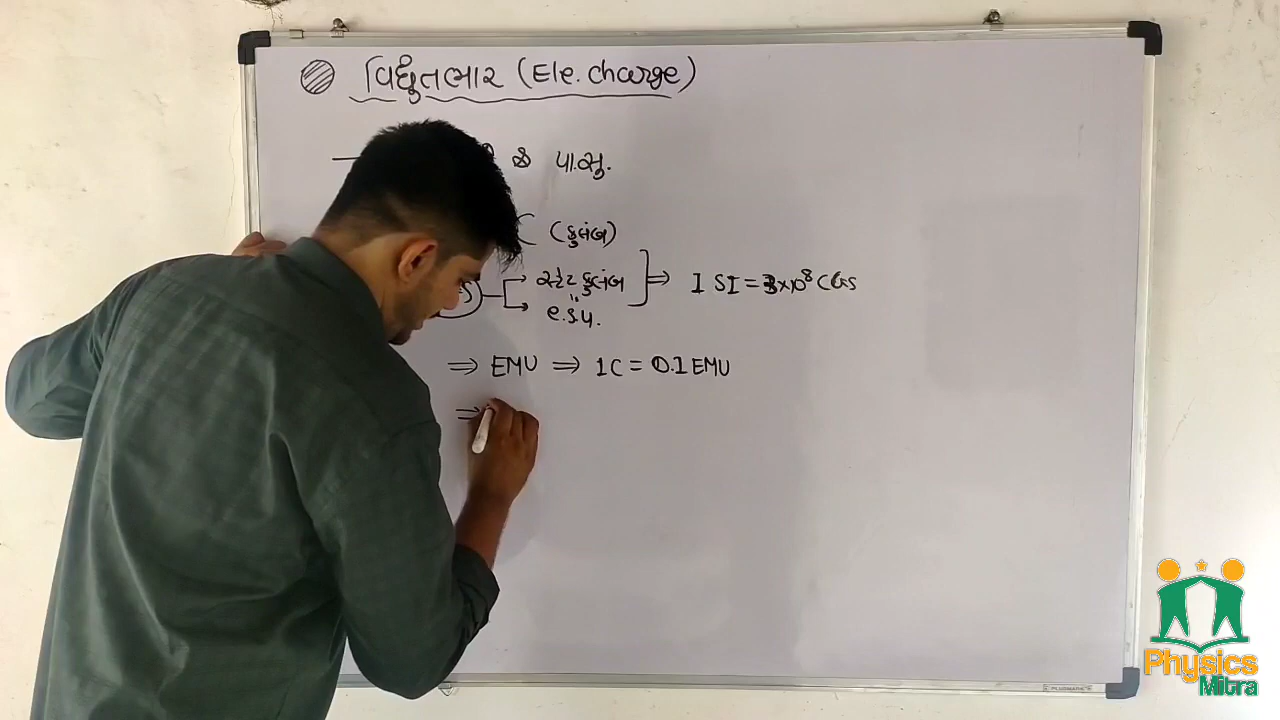 વિદ્યુતભાર (Ele. charge)
છે પા.સુ.
C (કુલંબ)
સ્ટેટ કુલંબ
e.s.u.
1 SI = 3×10⁸ CGS
⇒ EMU ⇒ 1C = 0.1 EMU
⇒
Physics
Mitra